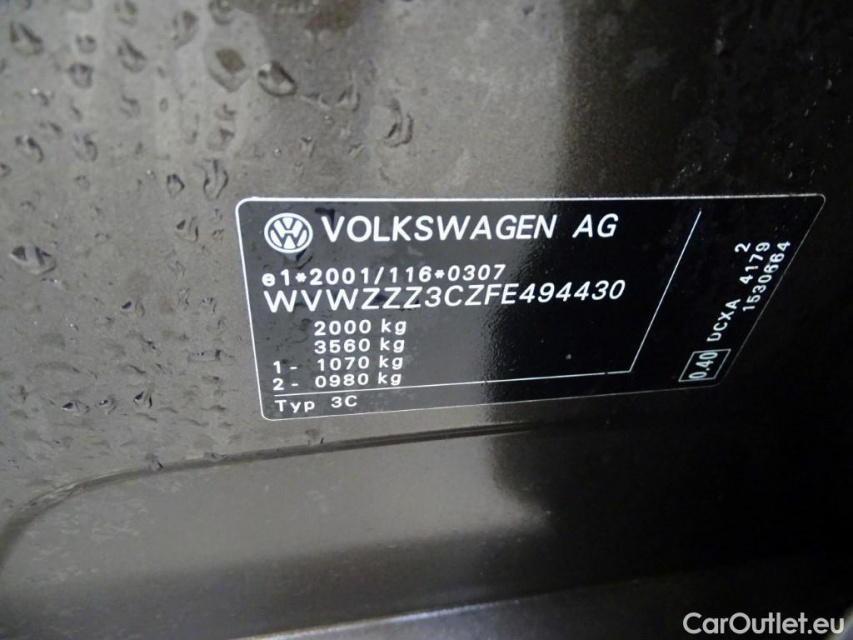 VOLKSWAGEN AG
e1*2001/116*0307
WVWZZZ3CZFE494430
2000 kg
3560 kg
1- 1070 kg
2- 0980 kg
Typ 3C
0.40 DCXA 4179 2
1530664
CarOutlet.eu